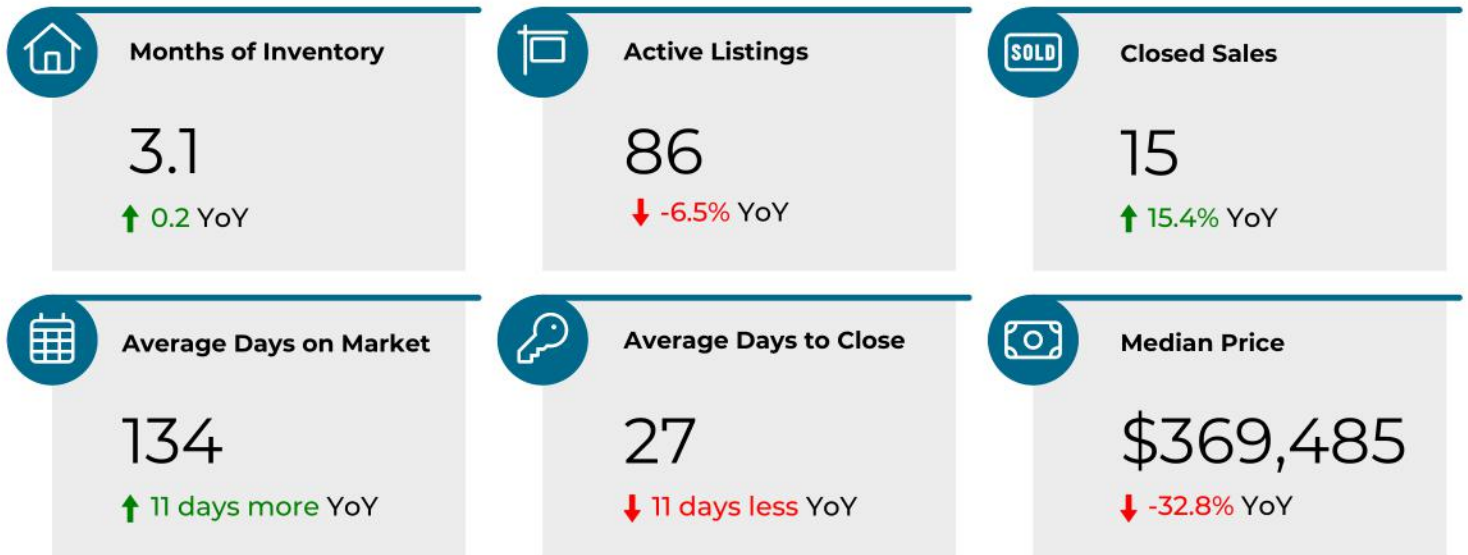 Months of Inventory
3.1
0.2 YoY
Active Listings
86
-6.5% YoY
SOLD
Closed Sales
15
15.4% YoY
Average Days on Market
134
11 days more YoY
Average Days to Close
27
11 days less YoY
Median Price
$369,485
-32.8% YoY